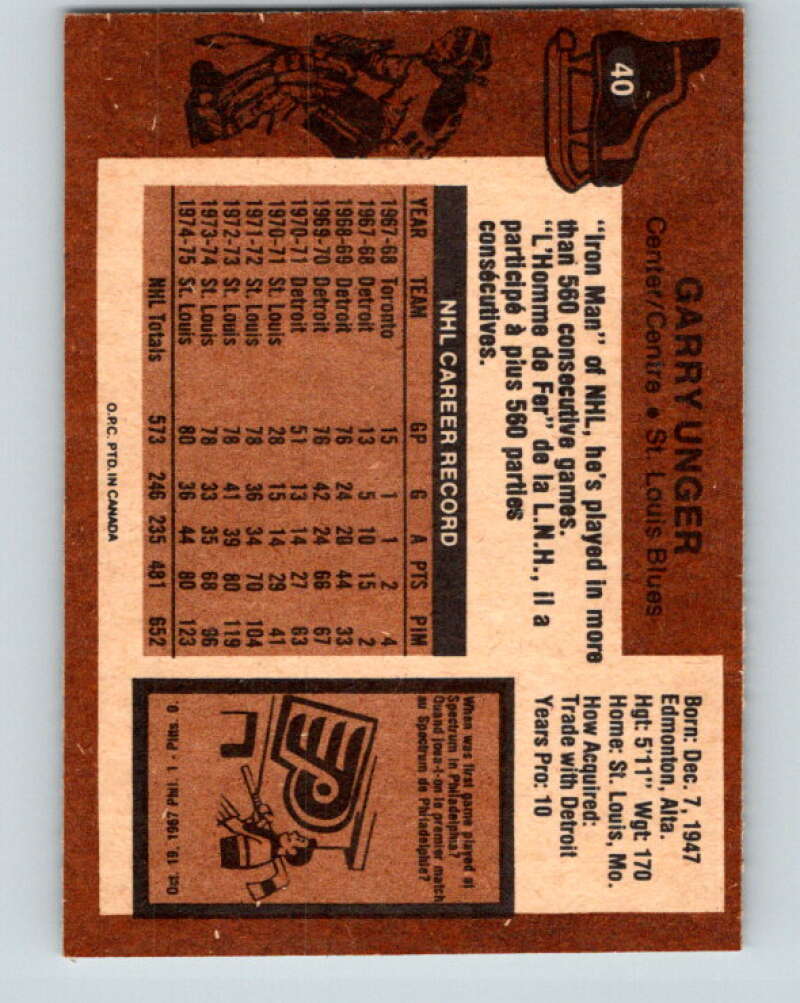 40
GARRY UNGER
Center/Centre • St. Louis Blues
"Iron Man" of NHL, he's played in more
than 560 consecutive games.
"L'Homme de Fer" de la L.N.H., il a
participé à plus 560 parties
consécutives.
Born: Dec. 7, 1947
Edmonton, Alta.
Hgt: 5'11" Wgt: 170
Home: St. Louis, Mo.
How Acquired:
Trade with Detroit
Years Pro: 10
NHL CAREER RECORD
YEAR TEAM GP G A PTS PIM
1967-68 Toronto 15 1 1 2 4
1967-68 Detroit 13 5 10 15 2
1968-69 Detroit 76 24 20 44 33
1969-70 Detroit 76 42 24 66 67
1970-71 Detroit 51 13 14 27 63
1970-71 St. Louis 28 15 14 29 41
1971-72 St. Louis 78 36 34 70 104
1972-73 St. Louis 78 41 39 80 119
1973-74 St. Louis 78 33 35 68 96
1974-75 St. Louis 80 36 44 80 123
NHL Totals 573 246 235 481 652
When was first game played at
Spectrum in Philadelphia?
Quand joua-t-on le premier match
au Spectrum de Philadelphie?
Oct. 19, 1967 Phil 1 - Pitts. 0
O.P.C. PTD. IN CANADA